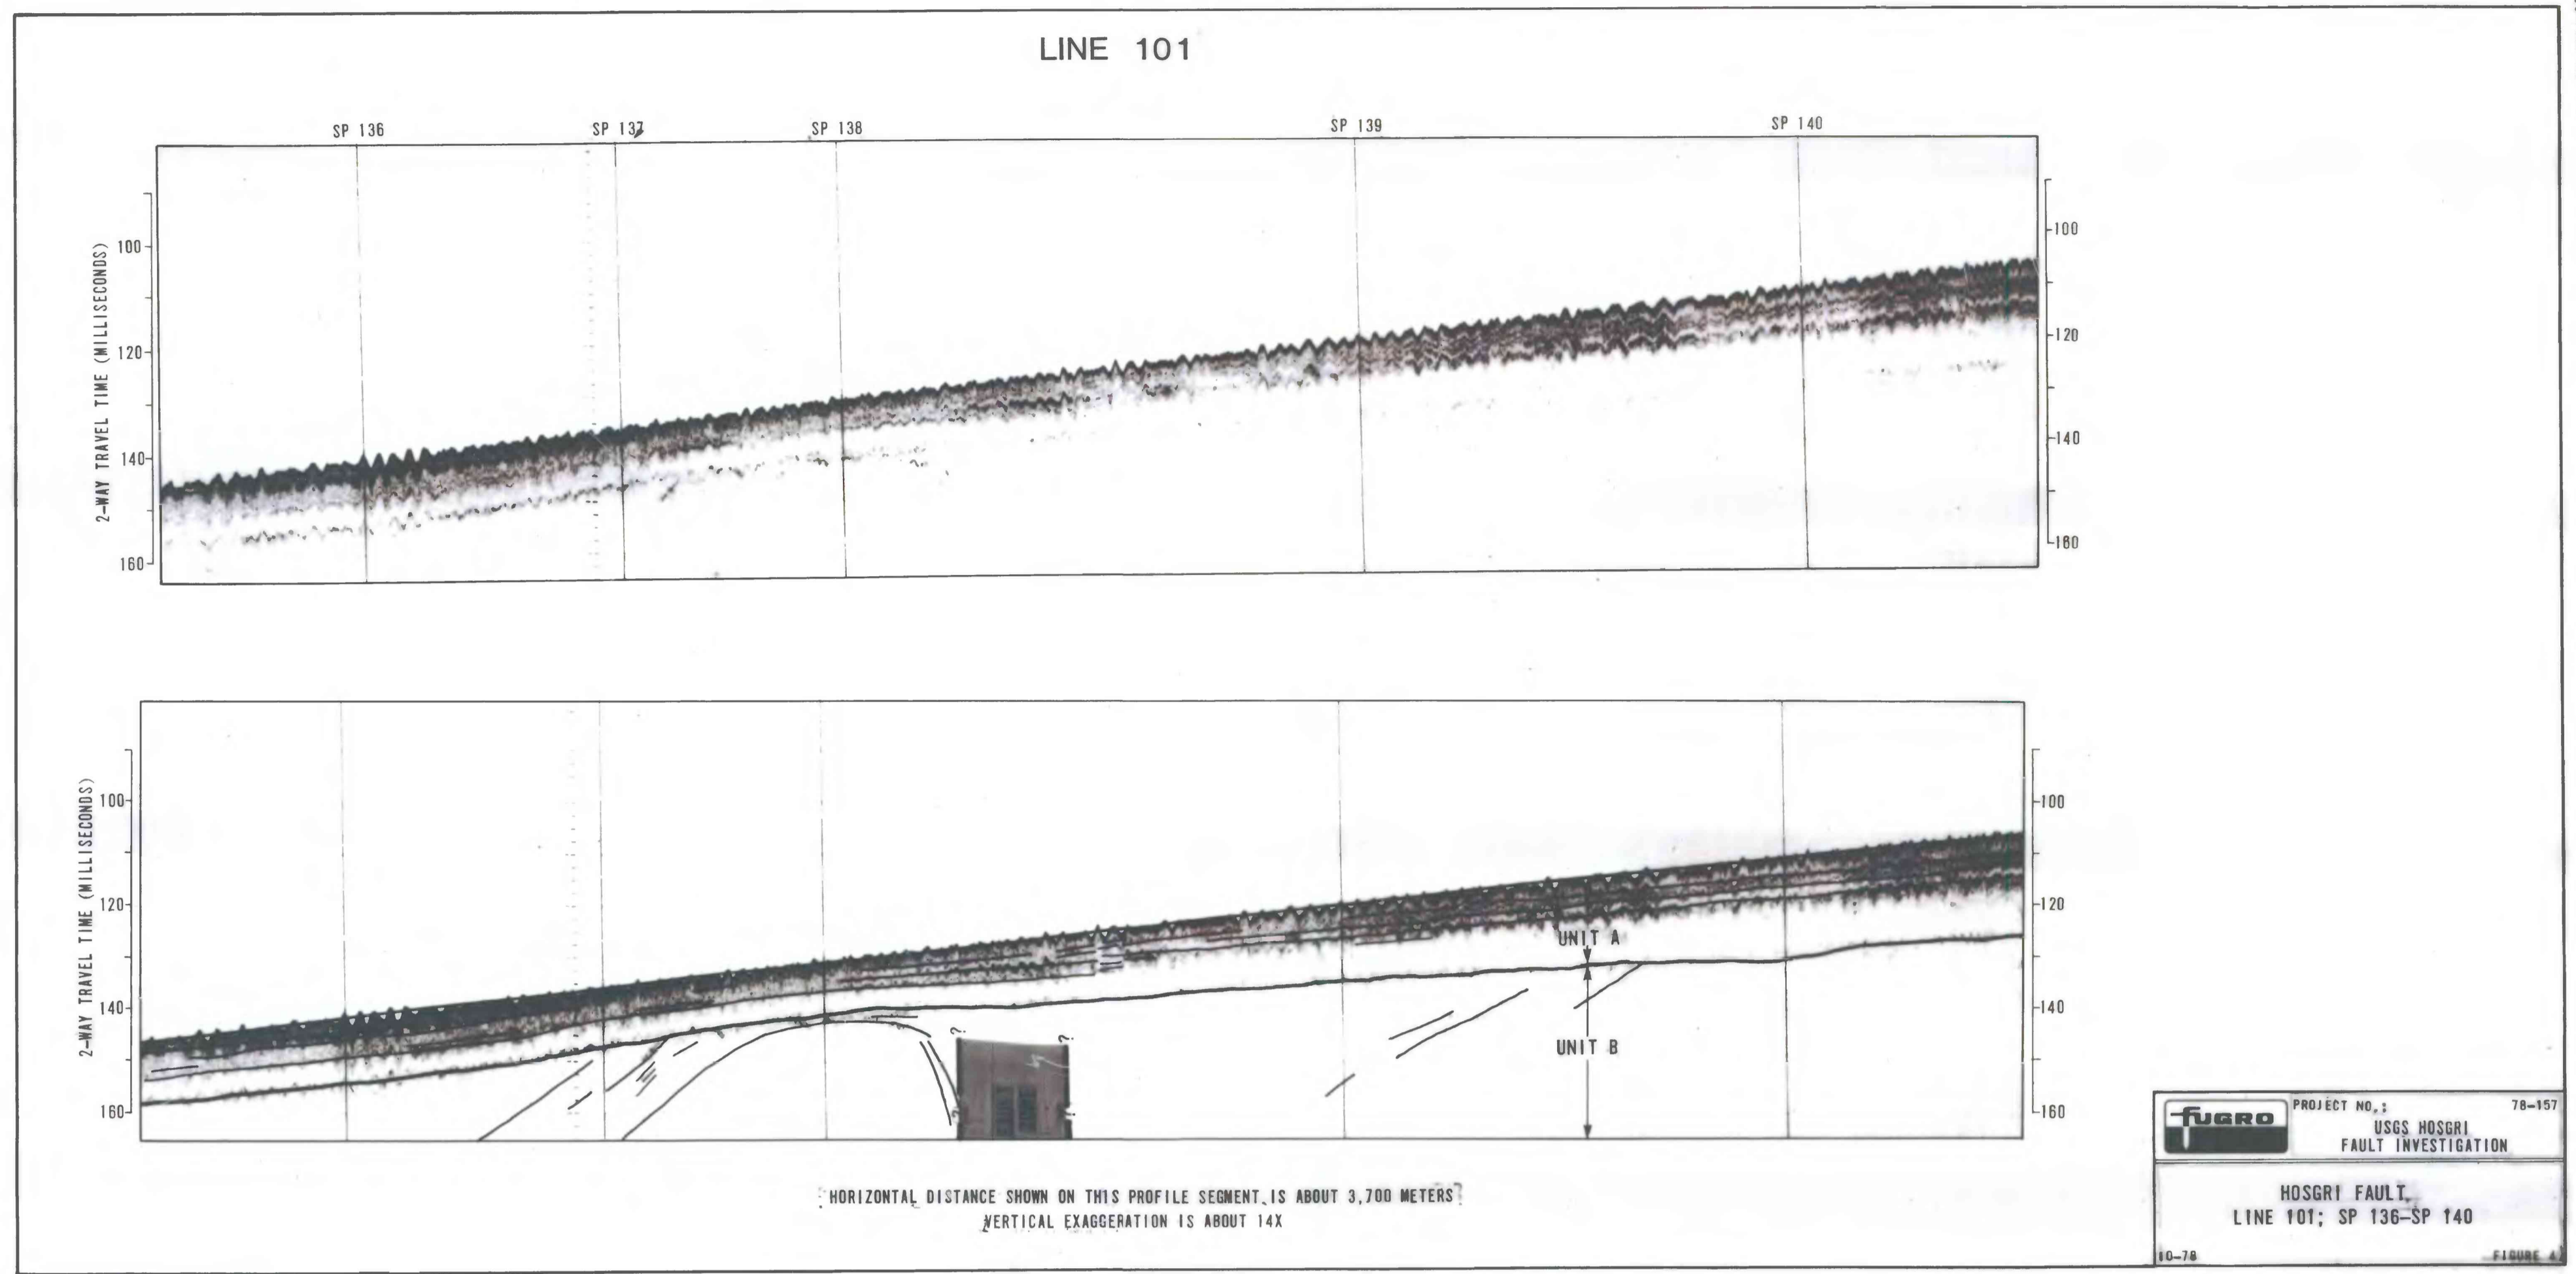 LINE 101
SP 136
SP 137
SP 138
SP 139
SP 140
2-WAY TRAVEL TIME (MILLISECONDS)
100
120
140
160
100
120
140
160
2-WAY TRAVEL TIME (MILLISECONDS)
100
120
140
160
100
120
140
160
UNIT A
UNIT B
?
?
?
?
HORIZONTAL DISTANCE SHOWN ON THIS PROFILE SEGMENT IS ABOUT 3,700 METERS
VERTICAL EXAGGERATION IS ABOUT 14X
fUGRO
PROJECT NO.: 78-157
USGS HOSGRI
FAULT INVESTIGATION
HOSGRI FAULT,
LINE 101; SP 136-SP 140
10-78
FIGURE 4